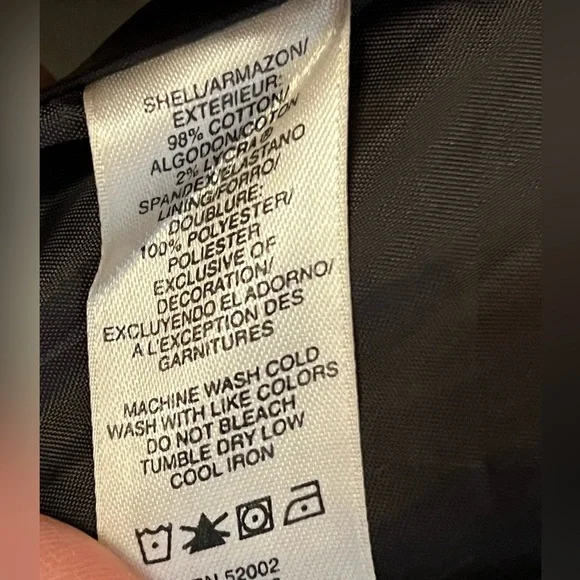 SHELL/ARMAZON/
EXTERIEUR:
98% COTTON/
ALGODON/COTON
2% LYCRA®
SPANDEX/ELASTANO
LINING/FORRO/
DOUBLURE:
100% POLYESTER/
POLIESTER
EXCLUSIVE OF
DECORATION/
EXCLUYENDO EL ADORNO/
A L'EXCEPTION DES
GARNITURES
MACHINE WASH COLD
WASH WITH LIKE COLORS
DO NOT BLEACH
TUMBLE DRY LOW
COOL IRON
RN 52002